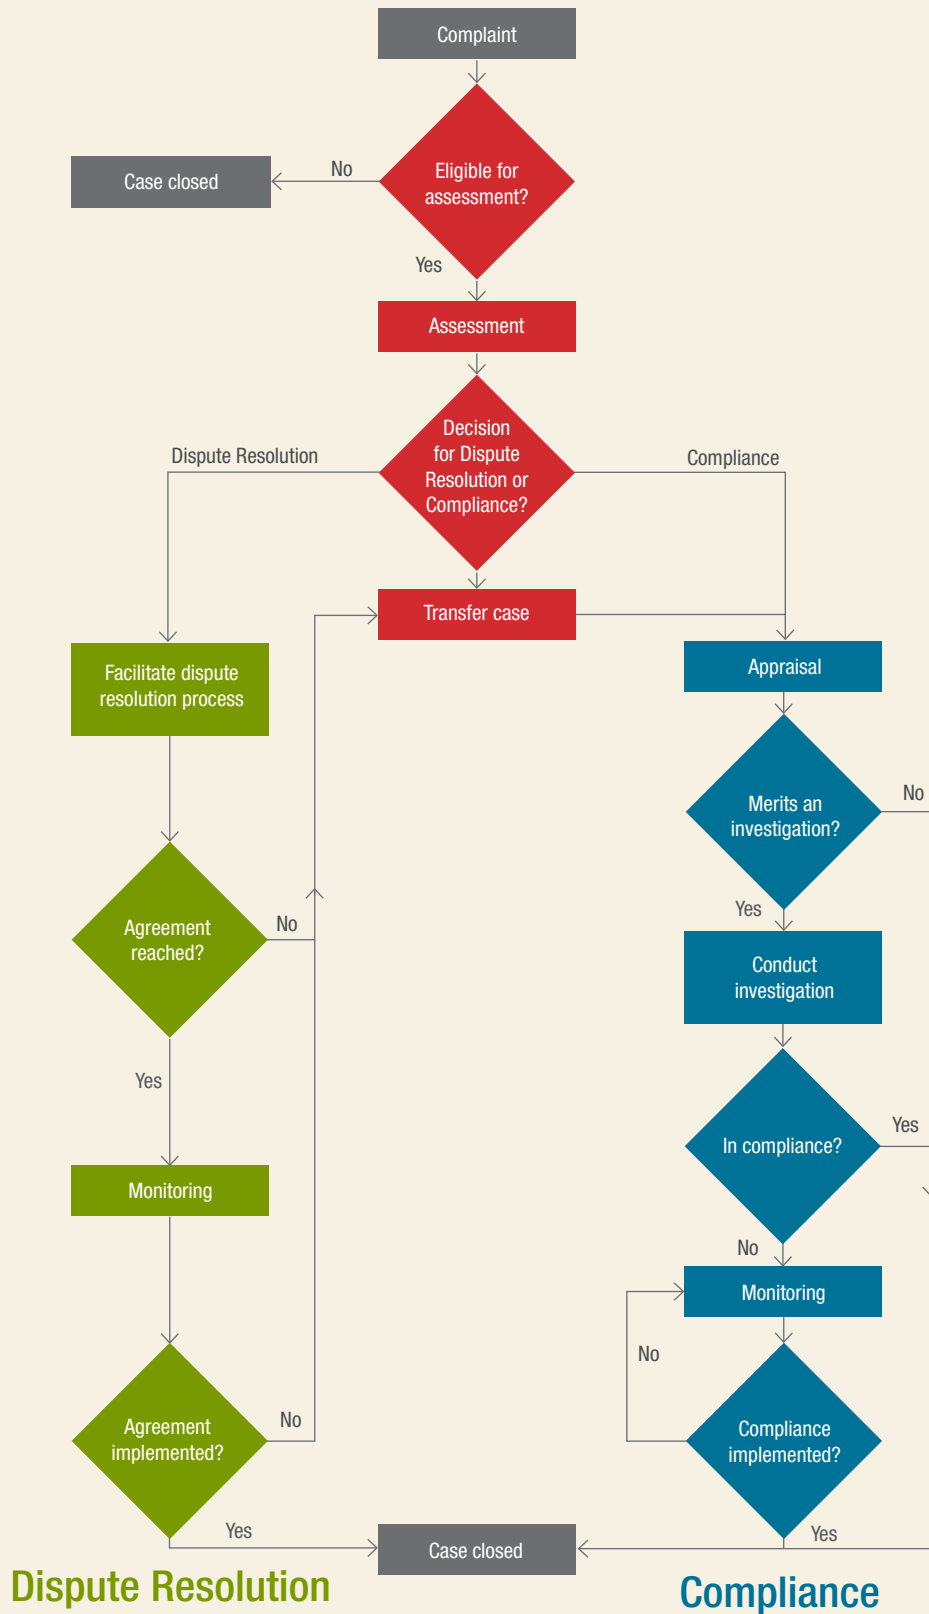 Complaint
Eligible for
assessment?
No
Case closed
Yes
Assessment
Decision
for Dispute
Resolution or
Compliance?
Dispute Resolution
Compliance
Transfer case
Facilitate dispute
resolution process
Appraisal
Merits an
investigation?
No
Yes
Agreement
reached?
No
Conduct
investigation
Yes
In compliance?
Yes
Monitoring
No
Monitoring
No
Agreement
implemented?
No
Compliance
implemented?
Yes
Case closed
Yes
Dispute Resolution
Compliance